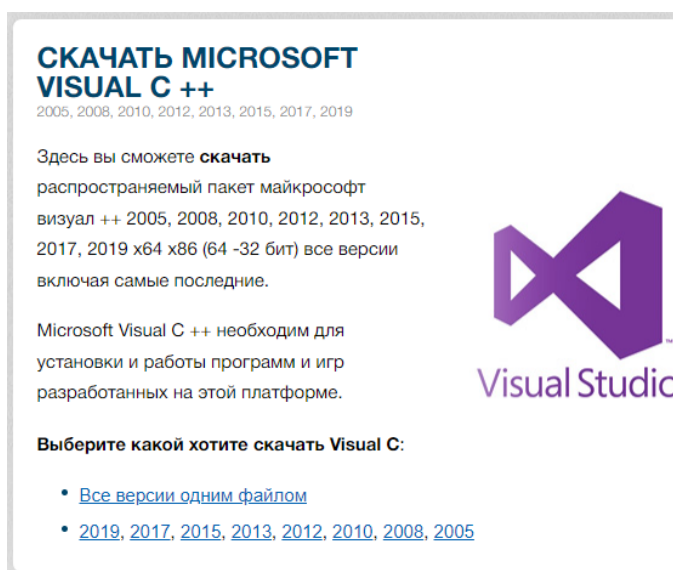 СКАЧАТЬ MICROSOFT
VISUAL C ++
2005, 2008, 2010, 2012, 2013, 2015, 2017, 2019
Здесь вы сможете скачать
распространяемый пакет майкрософт
визуал ++ 2005, 2008, 2010, 2012, 2013, 2015,
2017, 2019 x64 x86 (64 -32 бит) все версии
включая самые последние.
Microsoft Visual C ++ необходим для
установки и работы программ и игр
разработанных на этой платформе.
Visual Studio
Выберите какой хотите скачать Visual C:
Все версии одним файлом
2019, 2017, 2015, 2013, 2012, 2010, 2008, 2005